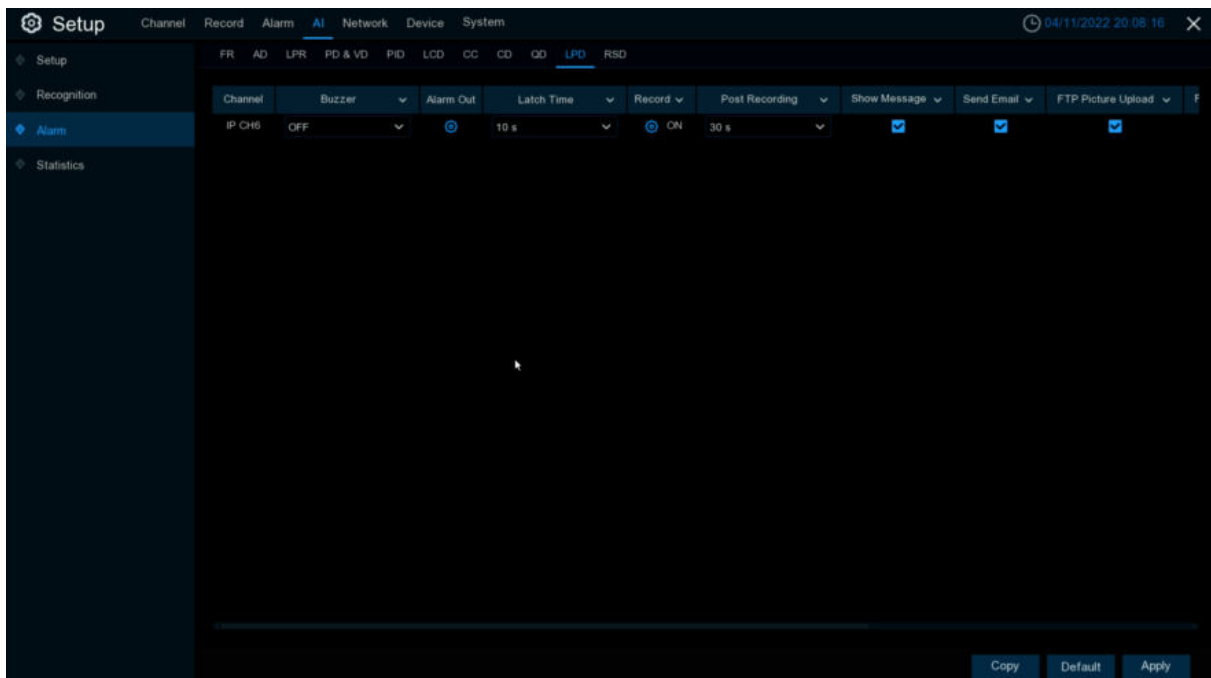 Setup Channel Record Alarm AI Network Device System 04/11/2022 20:08:16
Setup
Recognition
Alarm
Statistics
FR AD LPR PD & VD PID LCD CC CD QD LPD RSD
Channel Buzzer Alarm Out Latch Time Record Post Recording Show Message Send Email FTP Picture Upload F
IP CH6 OFF 10 s ON 30 s
Copy Default Apply